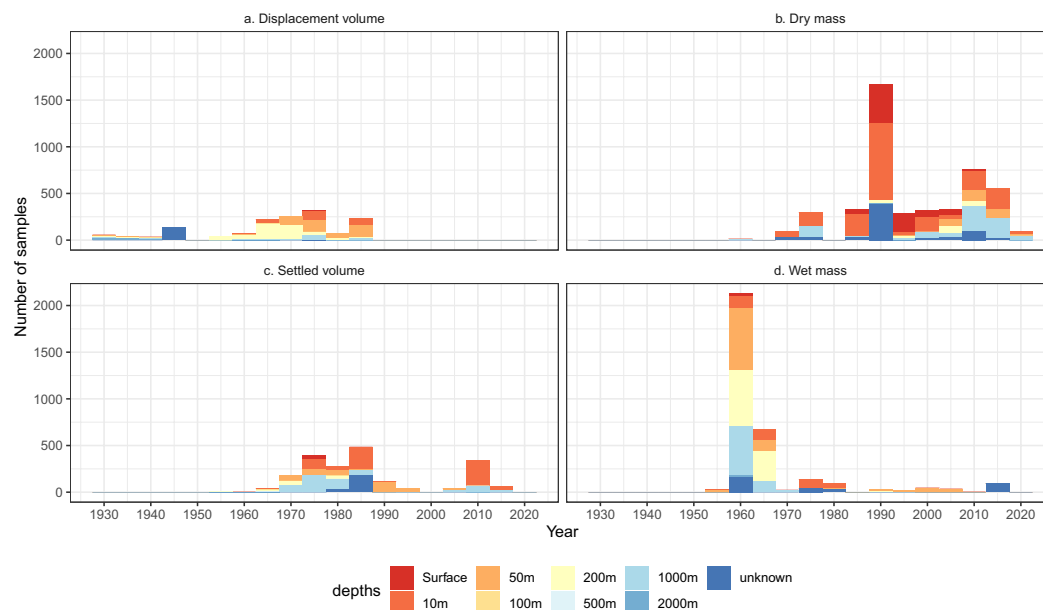 a. Displacement volume
b. Dry mass
2000
1500
1000
500
0
c. Settled volume
d. Wet mass
2000
1500
1000
500
0
Number of samples
1930 1940 1950 1960 1970 1980 1990 2000 2010 2020
1930 1940 1950 1960 1970 1980 1990 2000 2010 2020
Year
depths
Surface 50m 200m 1000m unknown
10m 100m 500m 2000m